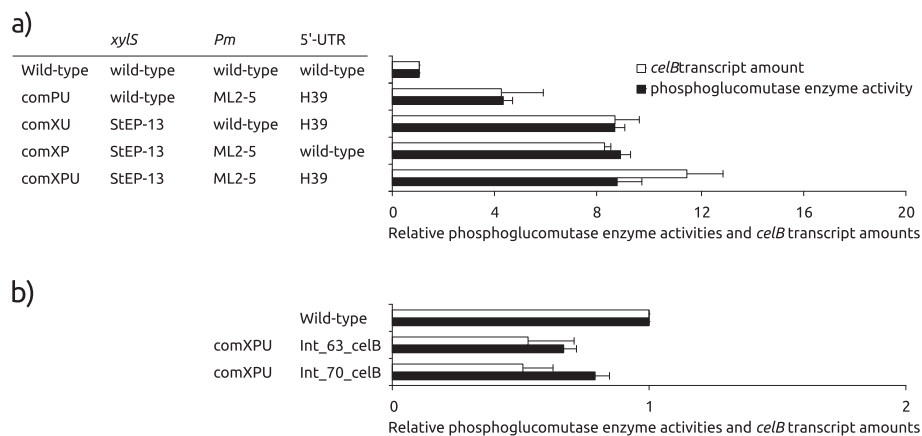 a)
xylS Pm 5'-UTR
Wild-type wild-type wild-type wild-type
comPU wild-type ML2-5 H39
comXU StEP-13 wild-type H39
comXP StEP-13 ML2-5 wild-type
comXPU StEP-13 ML2-5 H39
celBtranscript amount
phosphoglucomutase enzyme activity
0 4 8 12 16 20
Relative phosphoglucomutase enzyme activities and celB transcript amounts
b)
Wild-type
comXPU Int_63_celB
comXPU Int_70_celB
0 1 2
Relative phosphoglucomutase enzyme activities and celB transcript amounts